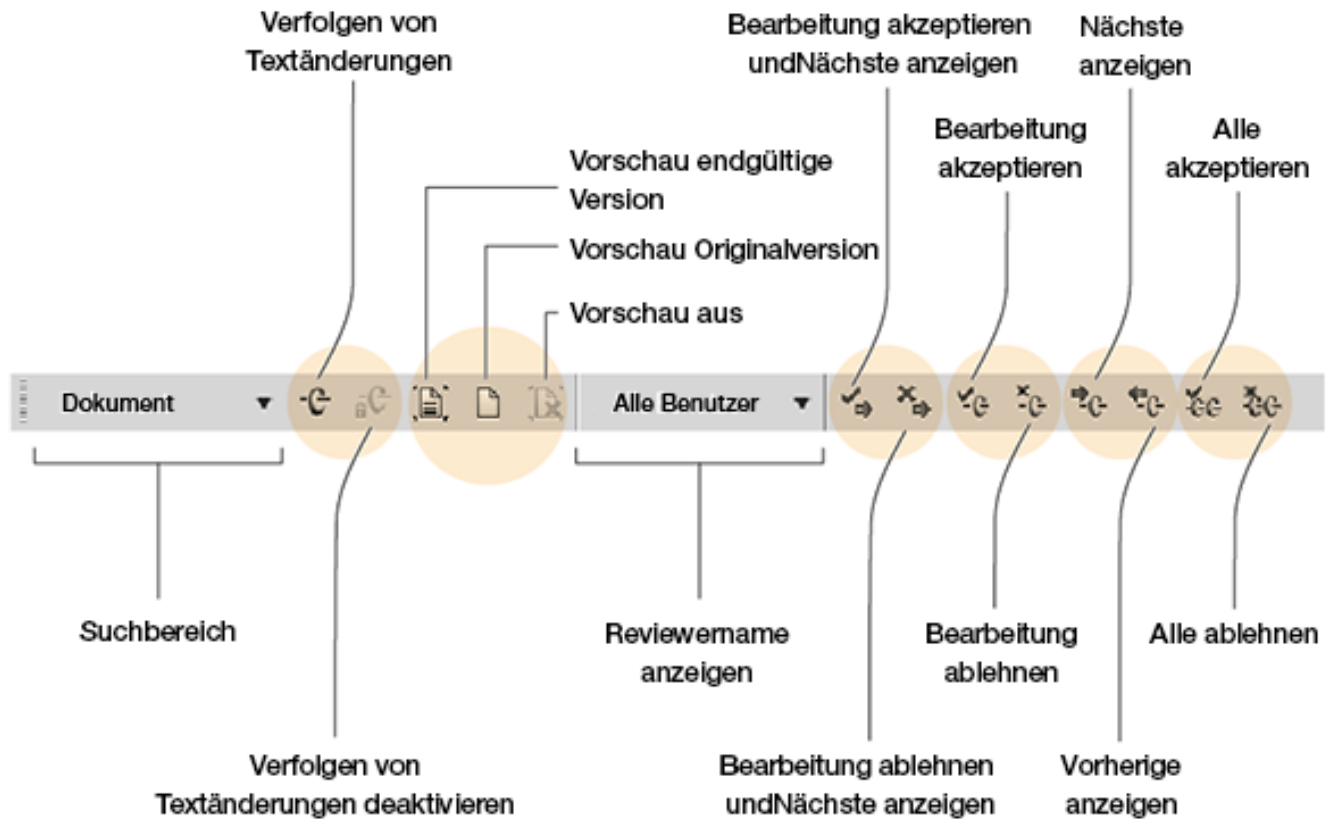 Verfolgen von
Textänderungen
Bearbeitung akzeptieren
undNächste anzeigen
Nächste
anzeigen
Bearbeitung
akzeptieren
Alle
akzeptieren
Vorschau endgültige
Version
Vorschau Originalversion
Vorschau aus
Dokument
Alle Benutzer
Suchbereich
Reviewername
anzeigen
Bearbeitung
ablehnen
Alle ablehnen
Verfolgen von
Textänderungen deaktivieren
Bearbeitung ablehnen
undNächste anzeigen
Vorherige
anzeigen